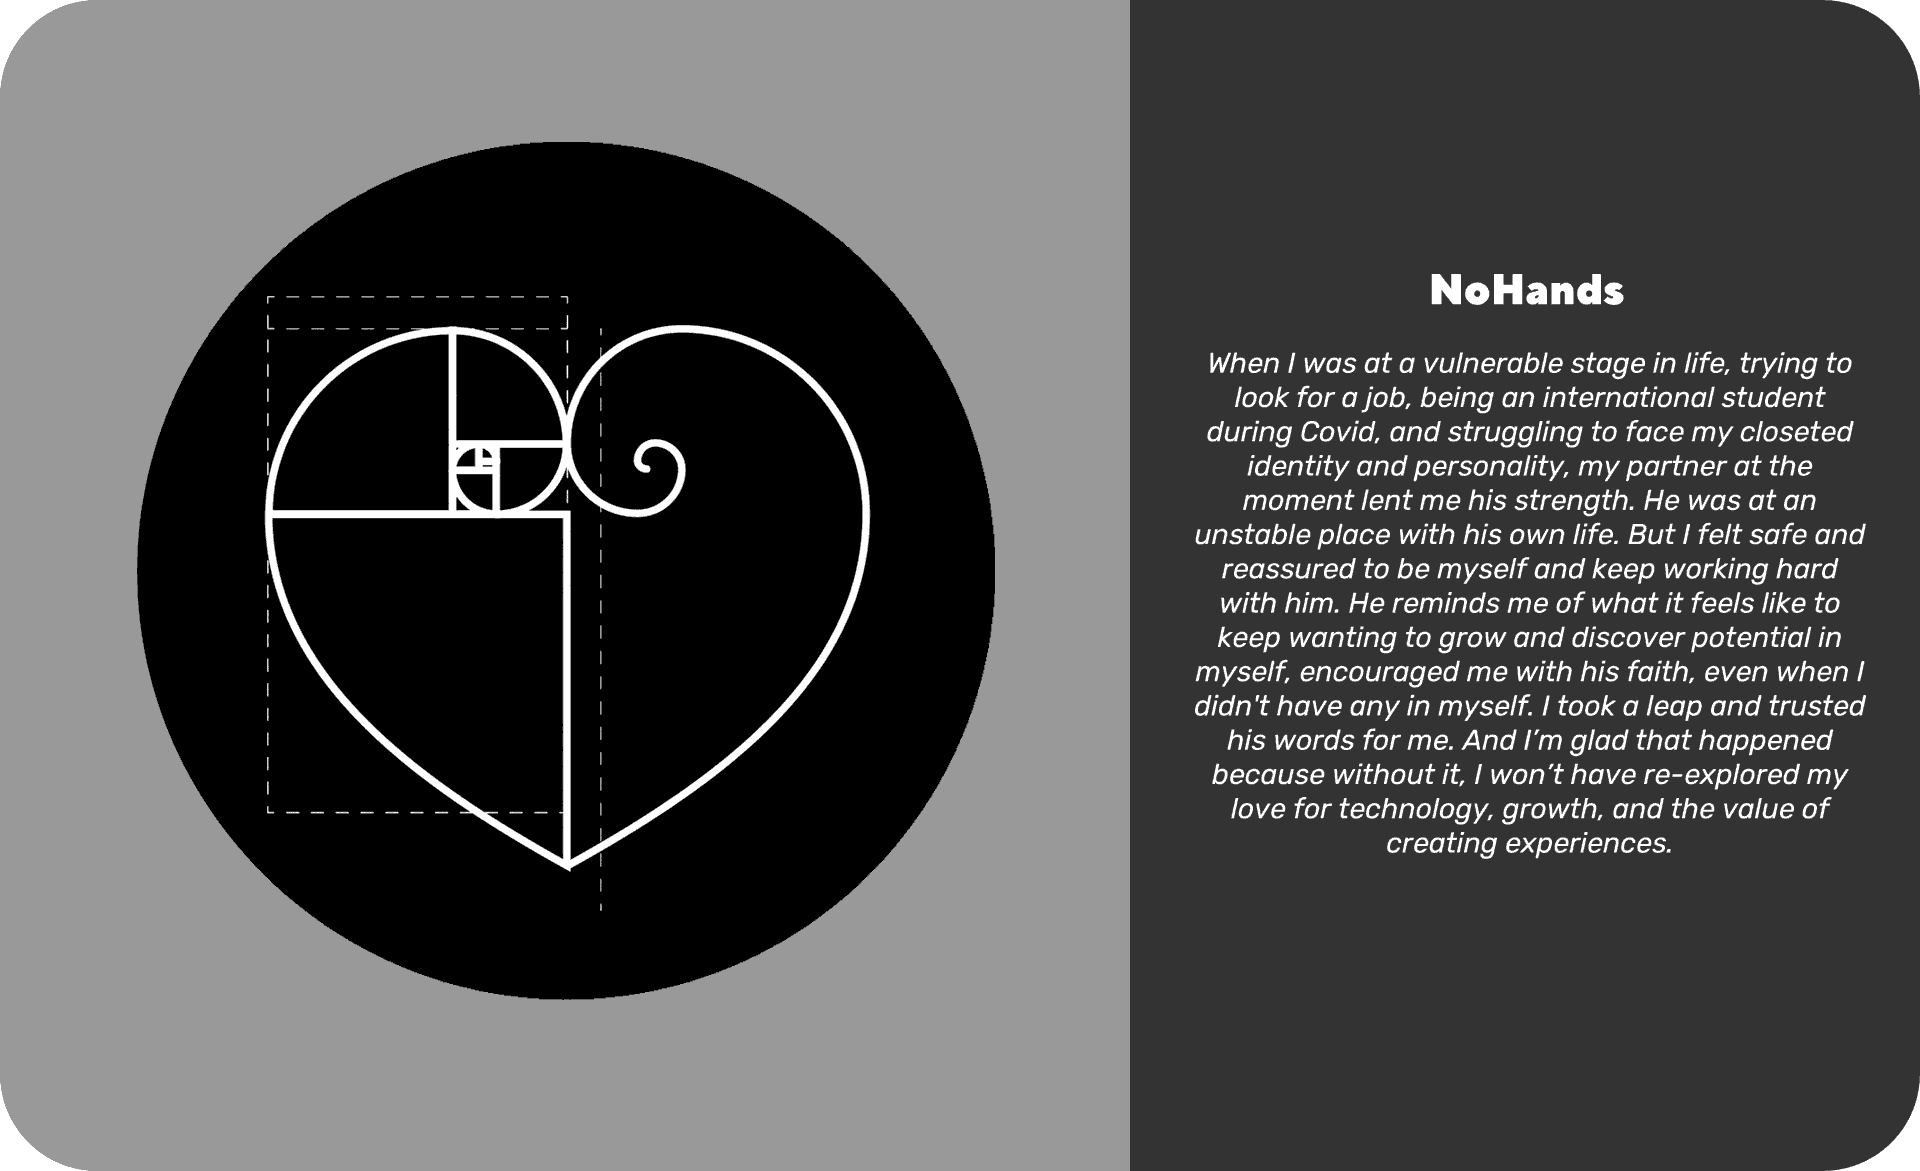 NoHands
When I was at a vulnerable stage in life, trying to
look for a job, being an international student
during Covid, and struggling to face my closeted
identity and personality, my partner at the
moment lent me his strength. He was at an
unstable place with his own life. But I felt safe and
reassured to be myself and keep working hard
with him. He reminds me of what it feels like to
keep wanting to grow and discover potential in
myself, encouraged me with his faith, even when I
didn't have any in myself. I took a leap and trusted
his words for me. And I’m glad that happened
because without it, I won’t have re-explored my
love for technology, growth, and the value of
creating experiences.